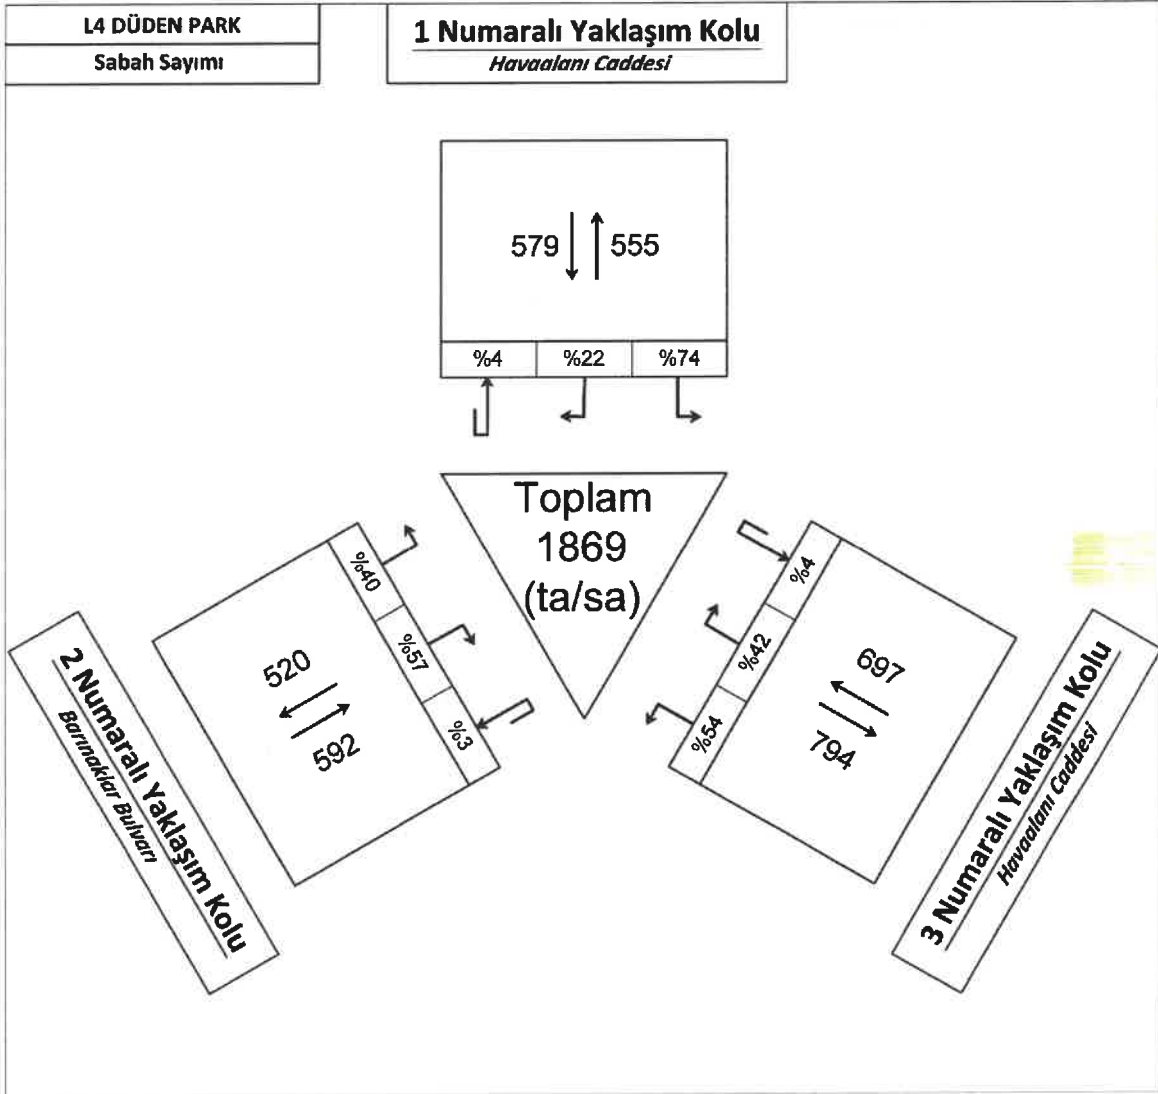 L4 DÜDEN PARK
Sabah Sayımı
1 Numaralı Yaklaşım Kolu
Havaalanı Caddesi
579
555
%4
%22
%74
Toplam
1869
(ta/sa)
%40
%57
%3
520
592
2 Numaralı Yaklaşım Kolu
Barınaklar Bulvarı
%4
%42
%54
697
794
3 Numaralı Yaklaşım Kolu
Havaalanı Caddesi